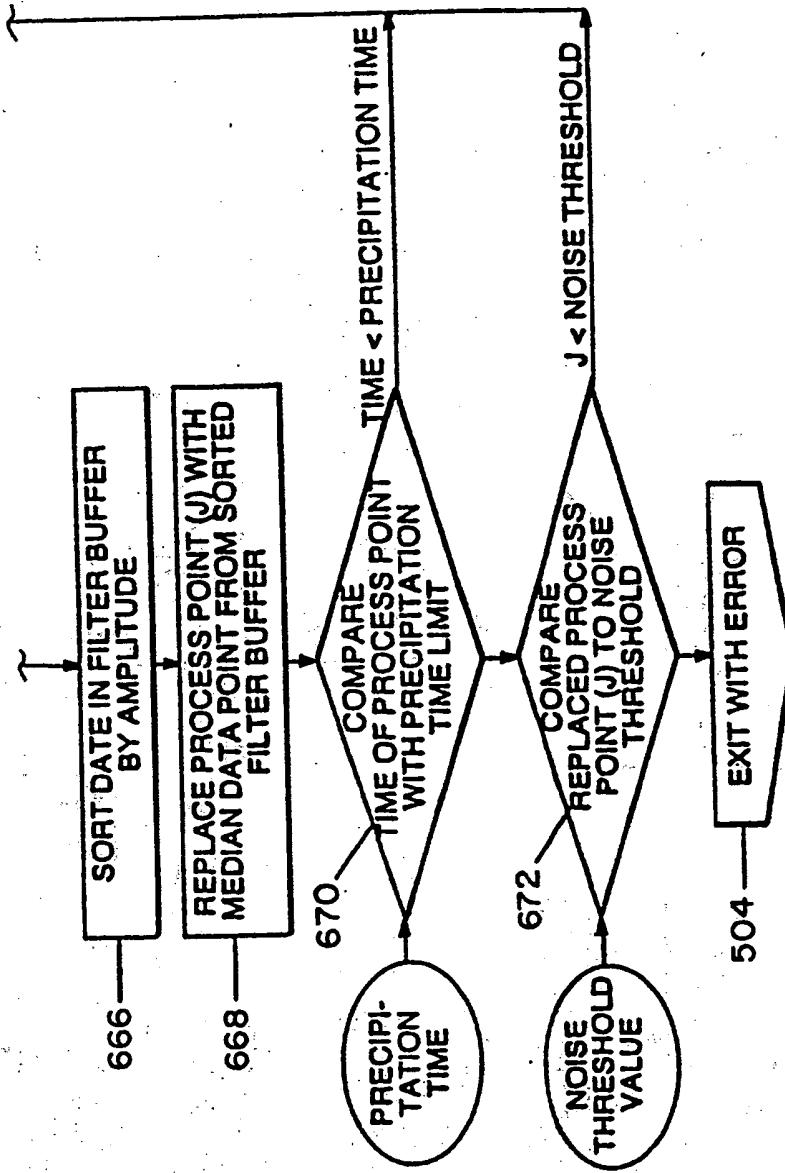 SORT DATE IN FILTER BUFFER
BY AMPLITUDE
666
REPLACE PROCESS POINT (J) WITH
MEDIAN DATA POINT FROM SORTED
FILTER BUFFER
668
COMPARE
TIME OF PROCESS POINT
WITH PRECIPITATION
TIME LIMIT
670
PRECIPI-
TATION
TIME
TIME < PRECIPITATION TIME
COMPARE
REPLACED PROCESS
POINT (J) TO NOISE
THRESHOLD
672
NOISE
THRESHOLD
VALUE
J < NOISE THRESHOLD
EXIT WITH ERROR
504